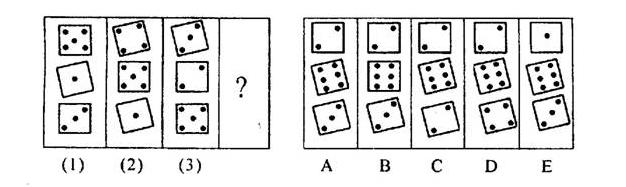 ?
(1) (2) (3) A B C D E